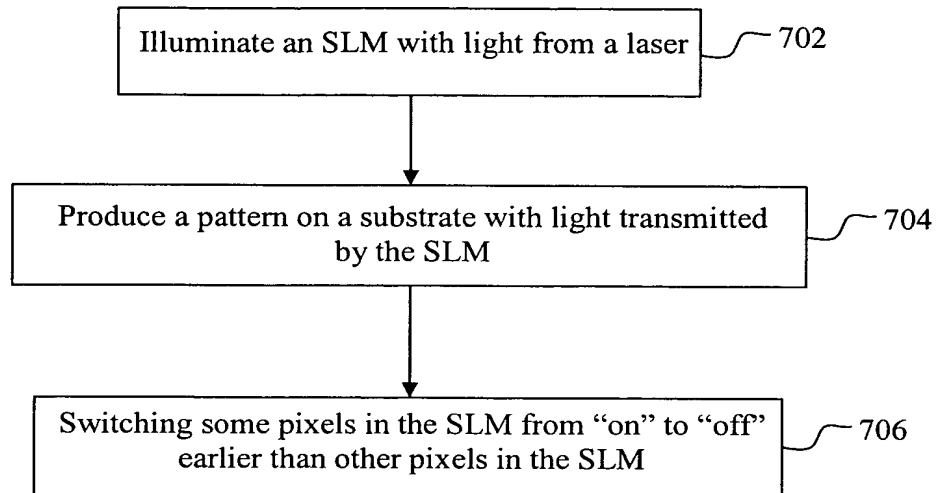 Illuminate an SLM with light from a laser
702
Produce a pattern on a substrate with light transmitted
by the SLM
704
Switching some pixels in the SLM from “on” to “off”
earlier than other pixels in the SLM
706